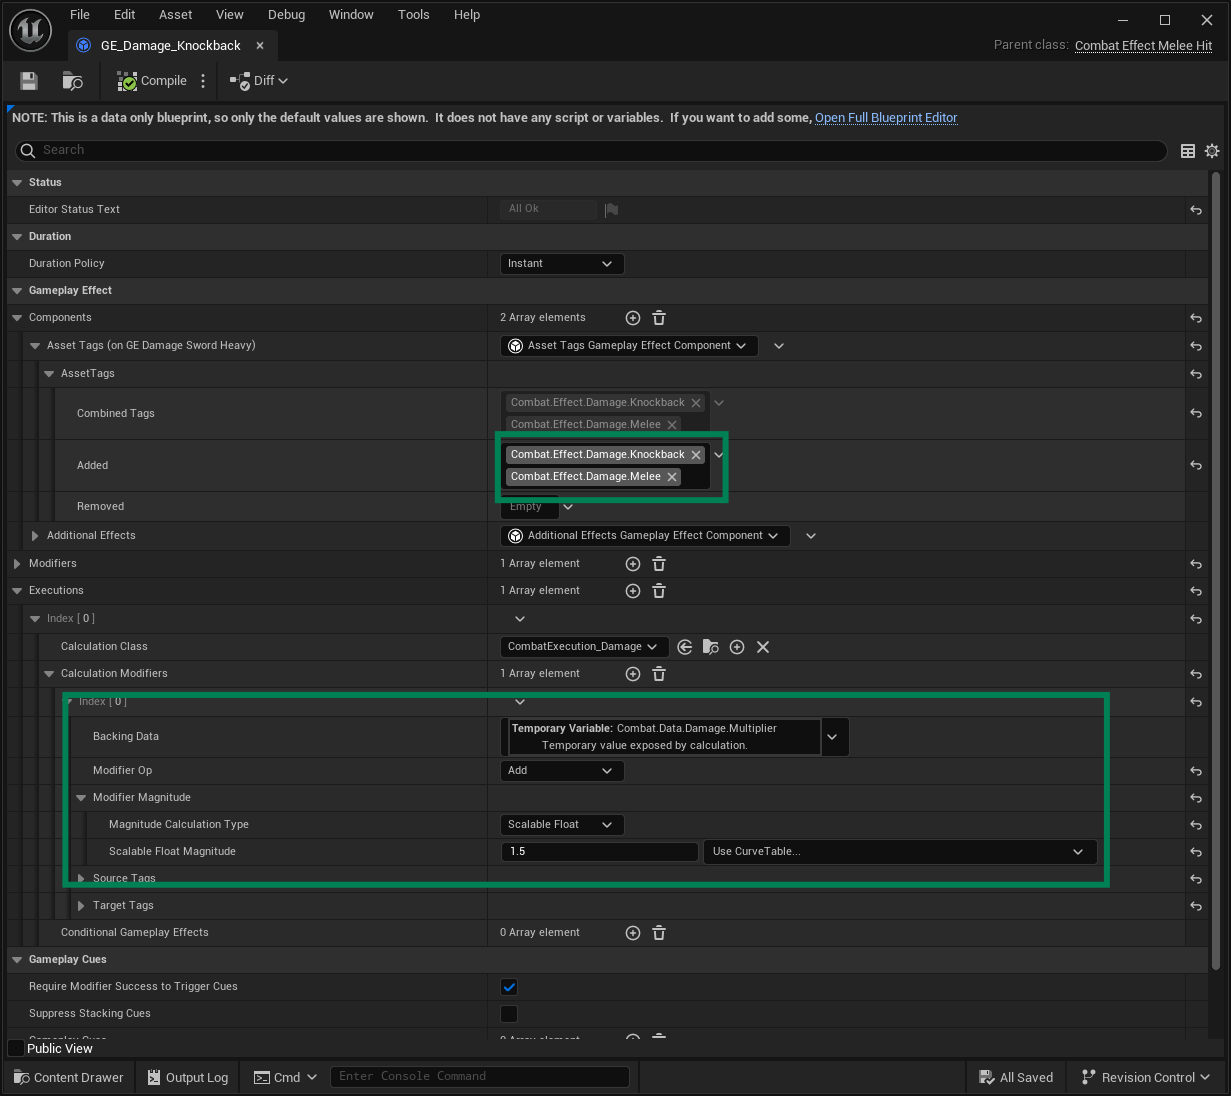 File Edit Asset View Debug Window Tools Help
GE_Damage_Knockback
Parent class: Combat Effect Melee Hit
Compile Diff
NOTE: This is a data only blueprint, so only the default values are shown. It does not have any script or variables. If you want to add some, Open Full Blueprint Editor
Search
Status
Editor Status Text All Ok
Duration
Duration Policy Instant
Gameplay Effect
Components 2 Array elements
Asset Tags (on GE Damage Sword Heavy) Asset Tags Gameplay Effect Component
AssetTags
Combat.Effect.Damage.Knockback
Combined Tags
Combat.Effect.Damage.Melee
Combat.Effect.Damage.Knockback
Added
Combat.Effect.Damage.Melee
Removed Empty
Additional Effects Additional Effects Gameplay Effect Component
Modifiers 1 Array element
Executions 1 Array element
Index [ 0 ]
Calculation Class CombatExecution_Damage
Calculation Modifiers 1 Array element
Index [ 0 ]
Temporary Variable: Combat.Data.Damage.Multiplier
Backing Data
Temporary value exposed by calculation.
Modifier Op Add
Modifier Magnitude
Magnitude Calculation Type Scalable Float
Scalable Float Magnitude 1.5 Use CurveTable...
Source Tags
Target Tags
Conditional Gameplay Effects 0 Array element
Gameplay Cues
Require Modifier Success to Trigger Cues
Suppress Stacking Cues
Gameplay Cues 0 Array element
Public View
Content Drawer Output Log Cmd Enter Console Command All Saved Revision Control